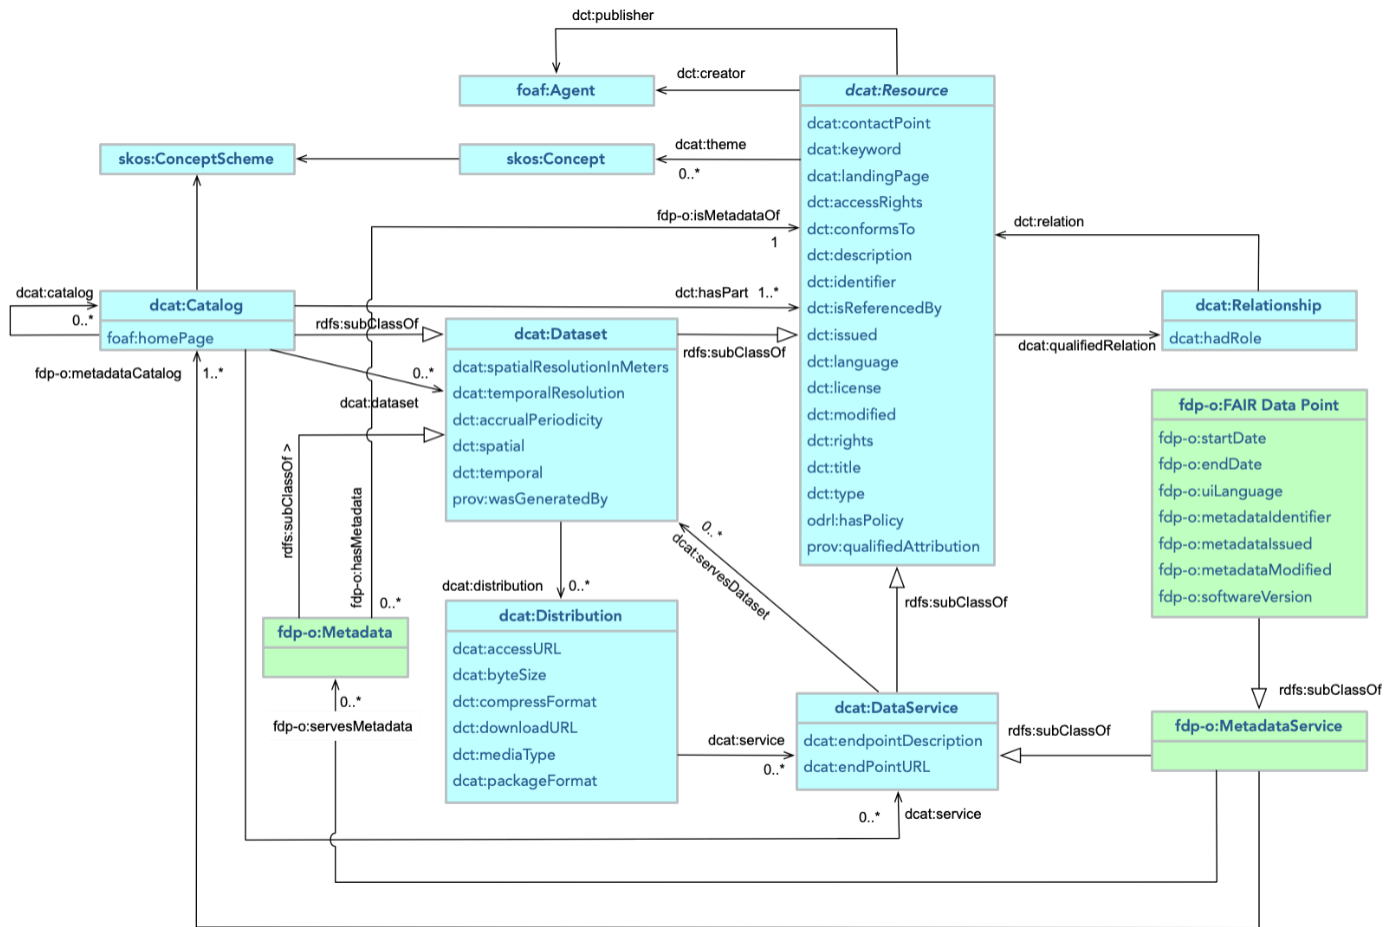 dct:publisher
foaf:Agent
dct:creator
dcat:Resource
dcat:contactPoint
dcat:keyword
dcat:landingPage
dct:accessRights
dct:conformsTo
dct:description
dct:identifier
dct:isReferencedBy
dct:issued
dct:language
dct:license
dct:modified
dct:rights
dct:title
dct:type
odrl:hasPolicy
prov:qualifiedAttribution
skos:ConceptScheme
skos:Concept
dcat:theme
0..*
fdp-o:isMetadataOf
1
dct:relation
dcat:catalog
0..*
dcat:Catalog
foaf:homePage
dct:hasPart 1..*
rdfs:subClassOf
dcat:Dataset
dcat:spatialResolutionInMeters
dcat:temporalResolution
dct:accrualPeriodicity
dct:spatial
dct:temporal
prov:wasGeneratedBy
rdfs:subClassOf
dcat:Relationship
dcat:hadRole
dcat:qualifiedRelation
fdp-o:metadataCatalog
1..*
0..*
dcat:dataset
fdp-o:FAIR Data Point
fdp-o:startDate
fdp-o:endDate
fdp-o:uiLanguage
fdp-o:metadataIdentifier
fdp-o:metadataIssued
fdp-o:metadataModified
fdp-o:softwareVersion
rdfs:subClassOf >
fdp-o:hasMetadata
0..*
0..*
dcat:servesDataset
dcat:distribution
0..*
rdfs:subClassOf
dcat:Distribution
dcat:accessURL
dcat:byteSize
dct:compressFormat
dct:downloadURL
dct:mediaType
dcat:packageFormat
fdp-o:Metadata
0..*
fdp-o:servesMetadata
dcat:service
0..*
dcat:DataService
dcat:endpointDescription
dcat:endPointURL
rdfs:subClassOf
rdfs:subClassOf
fdp-o:MetadataService
0..*
dcat:service